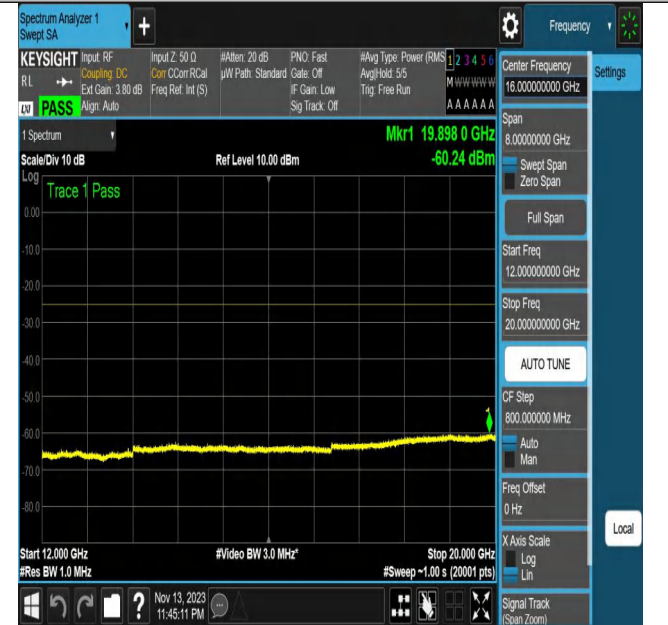 Spectrum Analyzer 1
Swept SA
+
Frequency
KEYSIGHT
RL
LXI
PASS
Input: RF
Coupling: DC
Ext Gain: 3.80 dB
Align: Auto
Input Z: 50 Ω
Corr CCorr RCal
Freq Ref: Int (S)
#Atten: 20 dB
µW Path: Standard
PNO: Fast
Gate: Off
IF Gain: Low
Sig Track: Off
#Avg Type: Power (RMS
Avg|Hold: 5/5
Trig: Free Run
1 2 3 4 5 6
M W W W W W
A A A A A A
1 Spectrum
Mkr1 19.898 0 GHz
Scale/Div 10 dB
Ref Level 10.00 dBm
-60.24 dBm
Log
Trace 1 Pass
0.00
-10.0
-20.0
-30.0
-40.0
-50.0
-60.0
-70.0
-80.0
1
Start 12.000 GHz
#Video BW 3.0 MHz*
Stop 20.000 GHz
#Res BW 1.0 MHz
#Sweep ~1.00 s (20001 pts)
Center Frequency
16.000000000 GHz
Settings
Span
8.00000000 GHz
Swept Span
Zero Span
Full Span
Start Freq
12.000000000 GHz
Stop Freq
20.000000000 GHz
AUTO TUNE
CF Step
800.000000 MHz
Auto
Man
Freq Offset
0 Hz
X Axis Scale
Log
Lin
Local
Signal Track
(Span Zoom)
?
Nov 13, 2023
11:45:11 PM